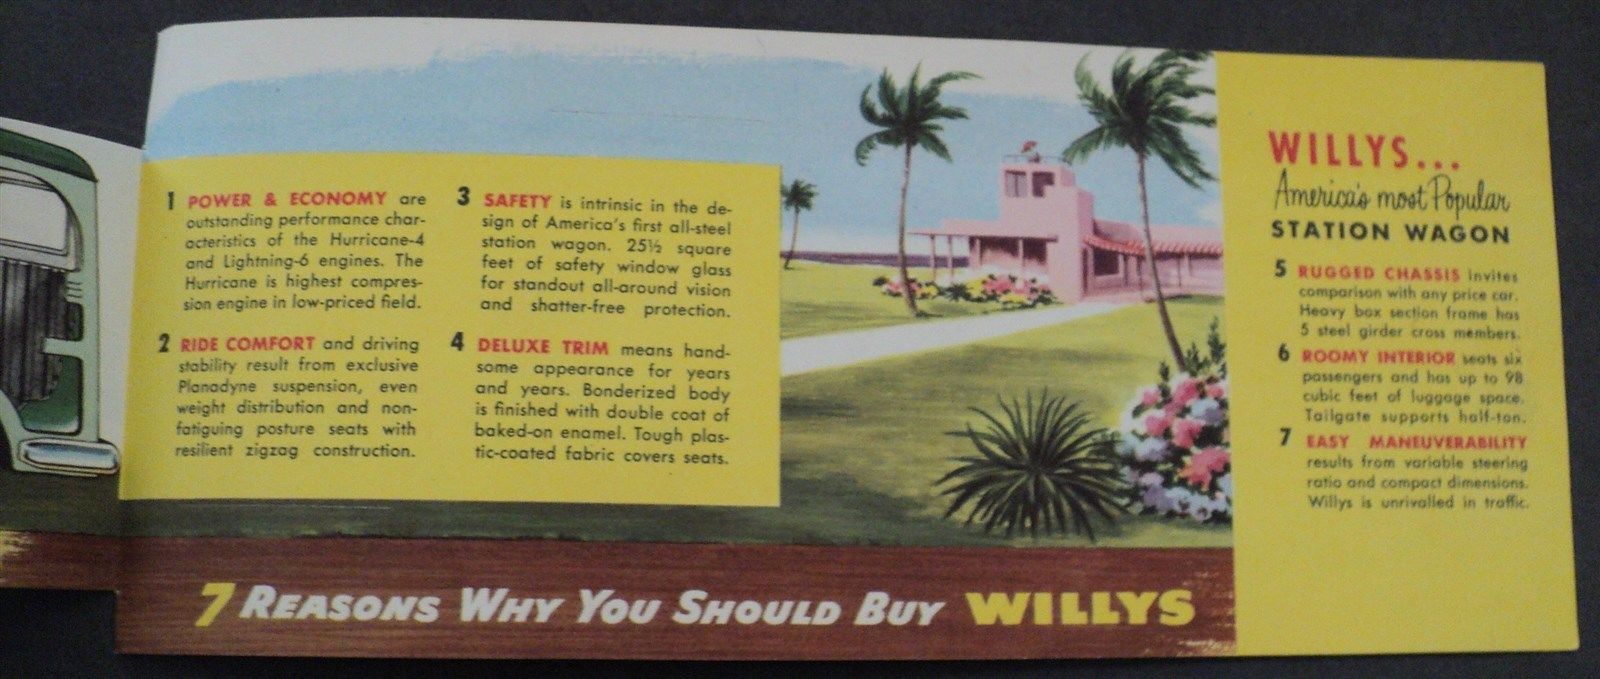 1 POWER & ECONOMY are
outstanding performance char-
acteristics of the Hurricane-4
and Lightning-6 engines. The
Hurricane is highest compres-
sion engine in low-priced field.
2 RIDE COMFORT and driving
stability result from exclusive
Planadyne suspension, even
weight distribution and non-
fatiguing posture seats with
resilient zigzag construction.
3 SAFETY is intrinsic in the de-
sign of America's first all-steel
station wagon. 25½ square
feet of safety window glass
for standout all-around vision
and shatter-free protection.
4 DELUXE TRIM means hand-
some appearance for years
and years. Bonderized body
is finished with double coat of
baked-on enamel. Tough plas-
tic-coated fabric covers seats.
WILLYS...
America's most Popular
STATION WAGON
5 RUGGED CHASSIS invites
comparison with any price car.
Heavy box section frame has
5 steel girder cross members.
6 ROOMY INTERIOR seats six
passengers and has up to 98
cubic feet of luggage space.
Tailgate supports half-ton.
7 EASY MANEUVERABILITY
results from variable steering
ratio and compact dimensions.
Willys is unrivalled in traffic.
7 REASONS WHY YOU SHOULD BUY WILLYS